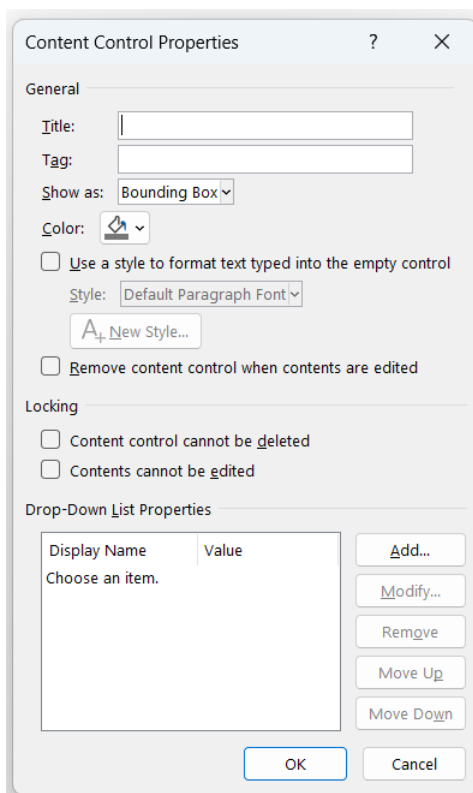 Content Control Properties ? ×
General
Title:
Tag:
Show as: Bounding Box
Color:
Use a style to format text typed into the empty control
Style: Default Paragraph Font
A+ New Style...
Remove content control when contents are edited
Locking
Content control cannot be deleted
Contents cannot be edited
Drop-Down List Properties
Display Name Value
Choose an item.
Add...
Modify...
Remove
Move Up
Move Down
OK Cancel